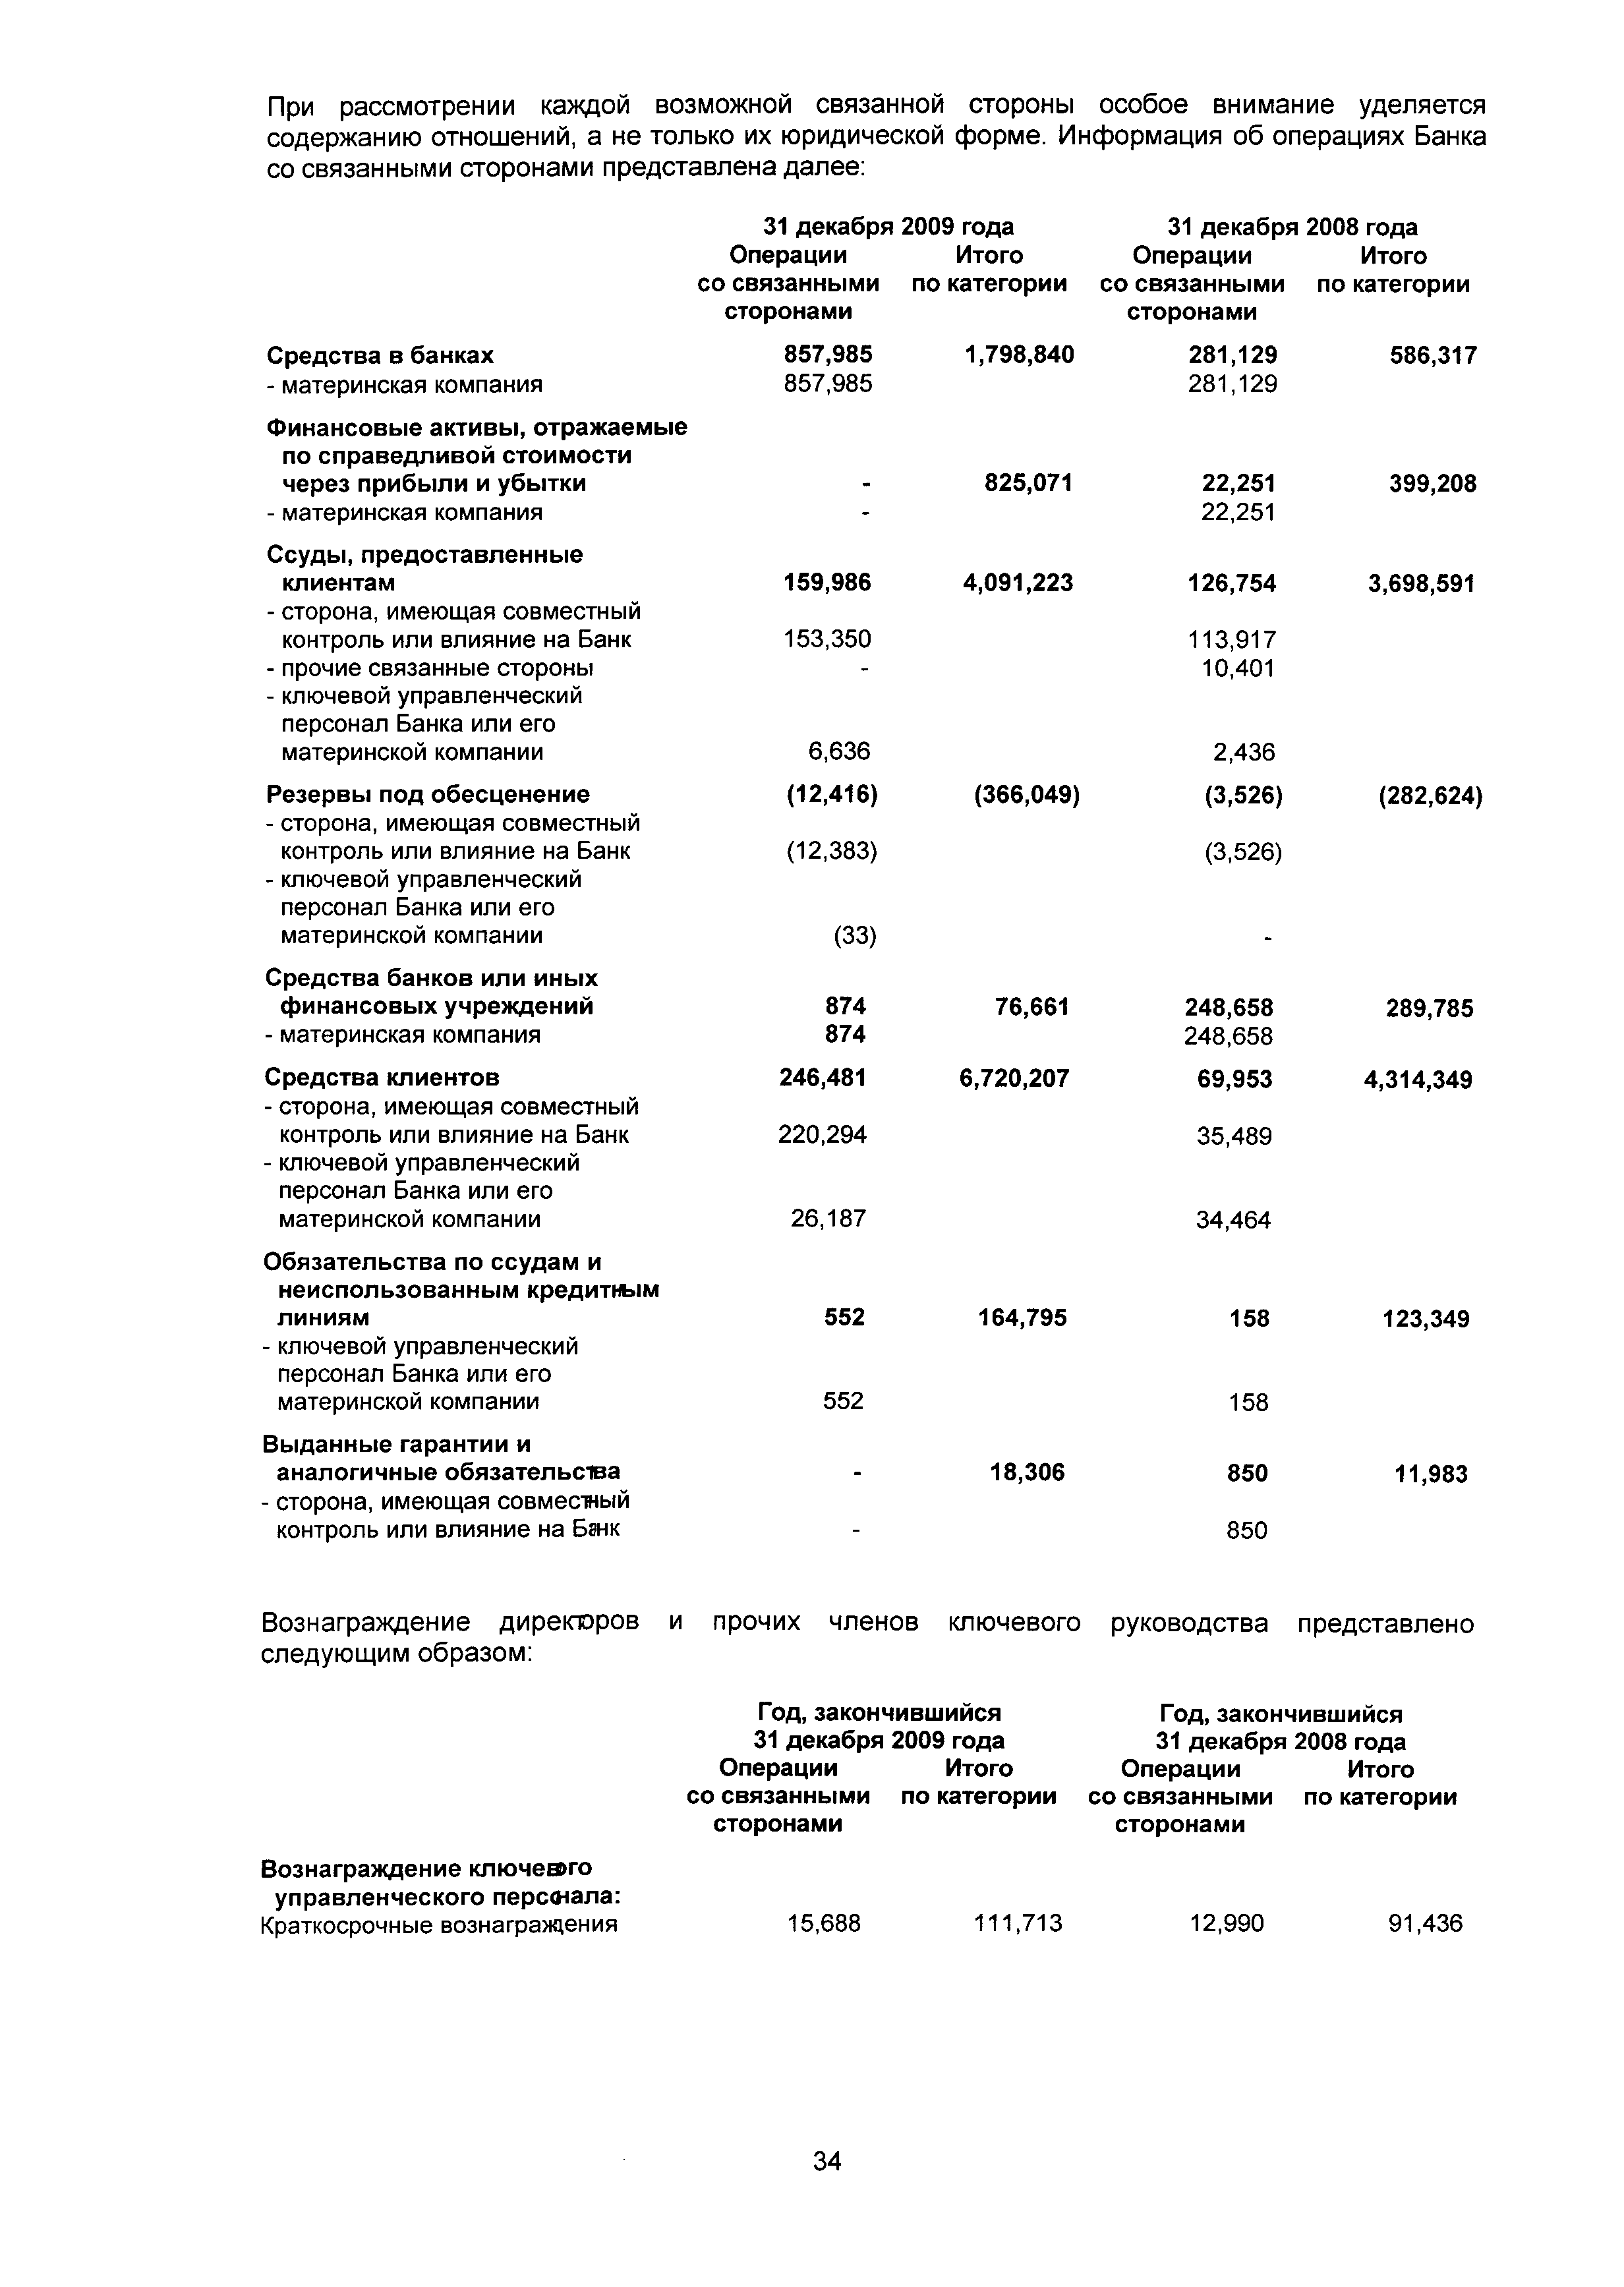 При рассмотрении каждой возможной связанной стороны особое внимание уделяется
содержанию отношений, а не только их юридической форме. Информация об операциях Банка
со связанными сторонами представлена далее:
31 декабря 2009 года 31 декабря 2008 года
Операции Итого Операции Итого
со связанными по категории со связанными по категории
сторонами сторонами
Средства в банках 857,985 1,798,840 281,129 586,317
- материнская компания 857,985 281,129
Финансовые активы, отражаемые
по справедливой стоимости
через прибыли и убытки - 825,071 22,251 399,208
- материнская компания - 22,251
Ссуды, предоставленные
клиентам 159,986 4,091,223 126,754 3,698,591
- сторона, имеющая совместный
контроль или влияние на Банк 153,350 113,917
- прочие связанные стороны - 10,401
- ключевой управленческий
персонал Банка или его
материнской компании 6,636 2,436
Резервы под обесценение (12,416) (366,049) (3,526) (282,624)
- сторона, имеющая совместный
контроль или влияние на Банк (12,383) (3,526)
- ключевой управленческий
персонал Банка или его
материнской компании (33) -
Средства банков или иных
финансовых учреждений 874 76,661 248,658 289,785
- материнская компания 874 248,658
Средства клиентов 246,481 6,720,207 69,953 4,314,349
- сторона, имеющая совместный
контроль или влияние на Банк 220,294 35,489
- ключевой управленческий
персонал Банка или его
материнской компании 26,187 34,464
Обязательства по ссудам и
неиспользованным кредитным
линиям 552 164,795 158 123,349
- ключевой управленческий
персонал Банка или его
материнской компании 552 158
Выданные гарантии и
аналогичные обязательства - 18,306 850 11,983
- сторона, имеющая совместный
контроль или влияние на Банк - 850
Вознаграждение директоров и прочих членов ключевого руководства представлено
следующим образом:
Год, закончившийся Год, закончившийся
31 декабря 2009 года 31 декабря 2008 года
Операции Итого Операции Итого
со связанными по категории со связанными по категории
сторонами сторонами
Вознаграждение ключевого
управленческого персонала:
Краткосрочные вознаграждения 15,688 111,713 12,990 91,436
34